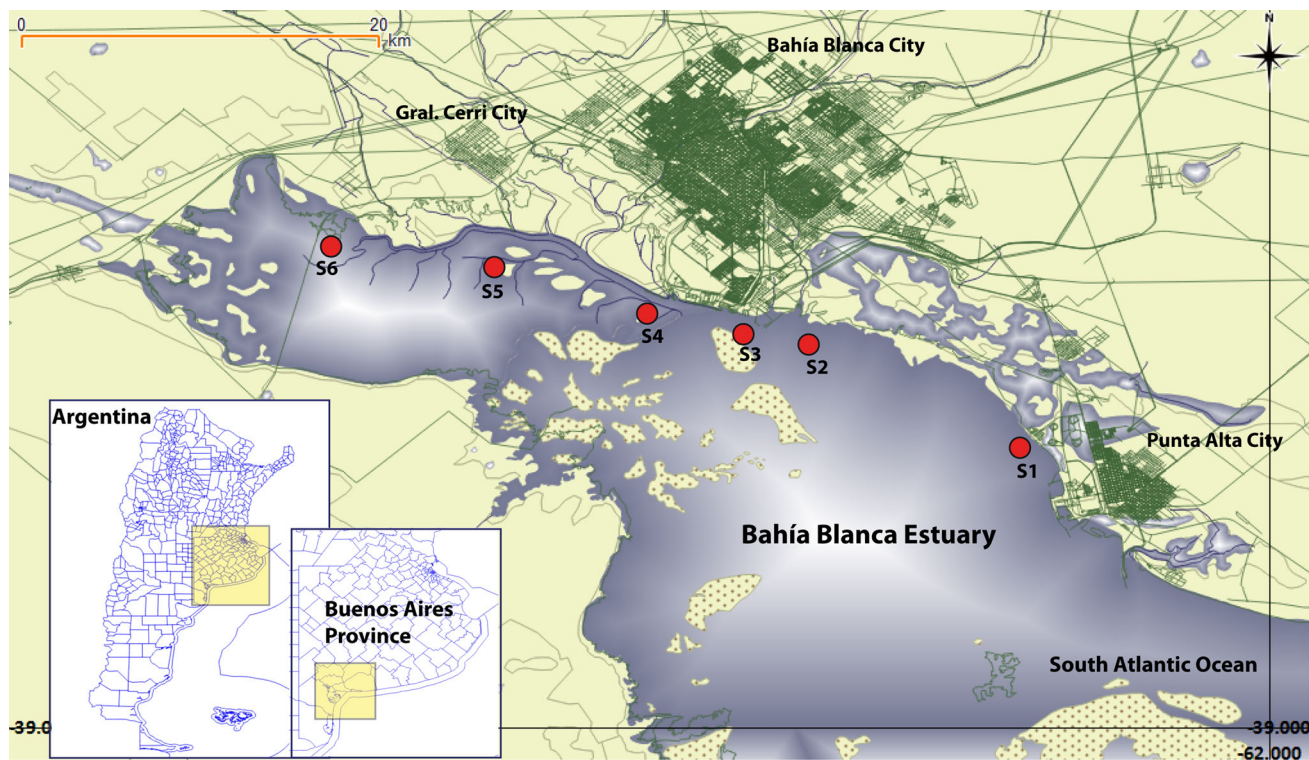 0
20
km
N
Bahía Blanca City
Gral. Cerri City
S6
S5
S4
S3
S2
S1
Punta Alta City
Argentina
Bahía Blanca Estuary
Buenos Aires
Province
South Atlantic Ocean
-39.0
-39.000
-62.000